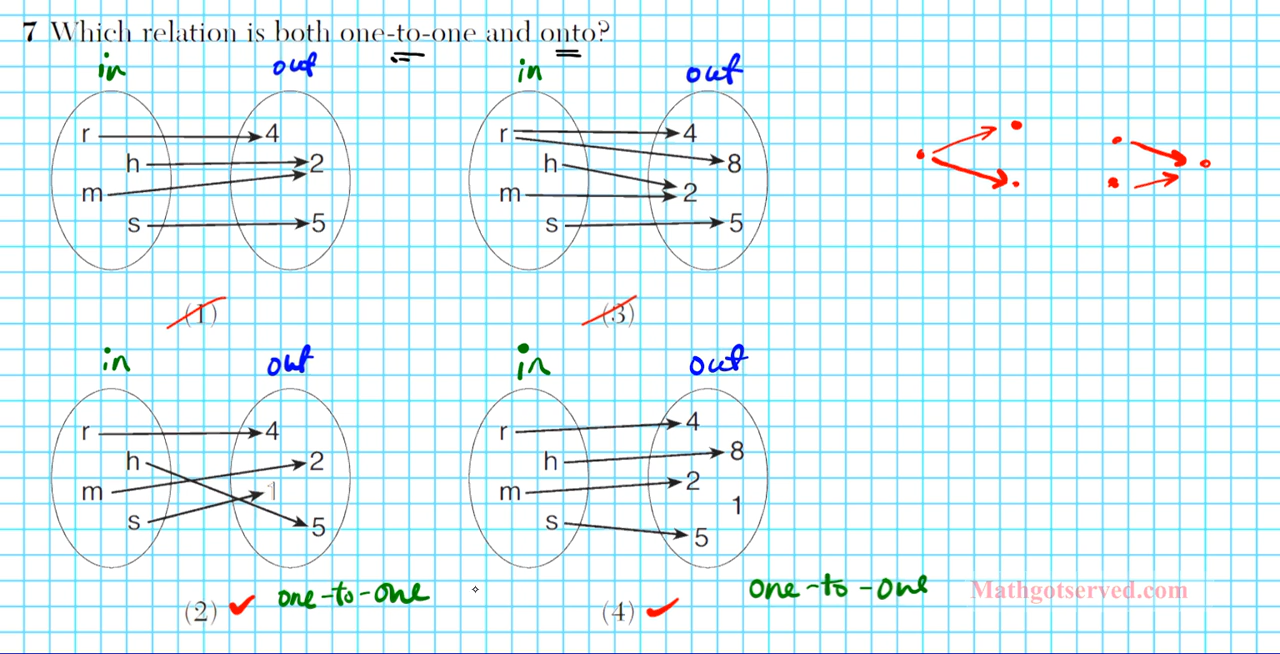 7 Which relation is both one-to-one and onto?
in out in out
r 4 r 4
h 2 h 8
m m 2
s 5 s 5
(1) (3)
in out in out
r 4 r 4
h 2 h 8
m 1 m 2
1
s 5 s 5
(2) one-to-one (4) one-to-one
Mathgotserved.com